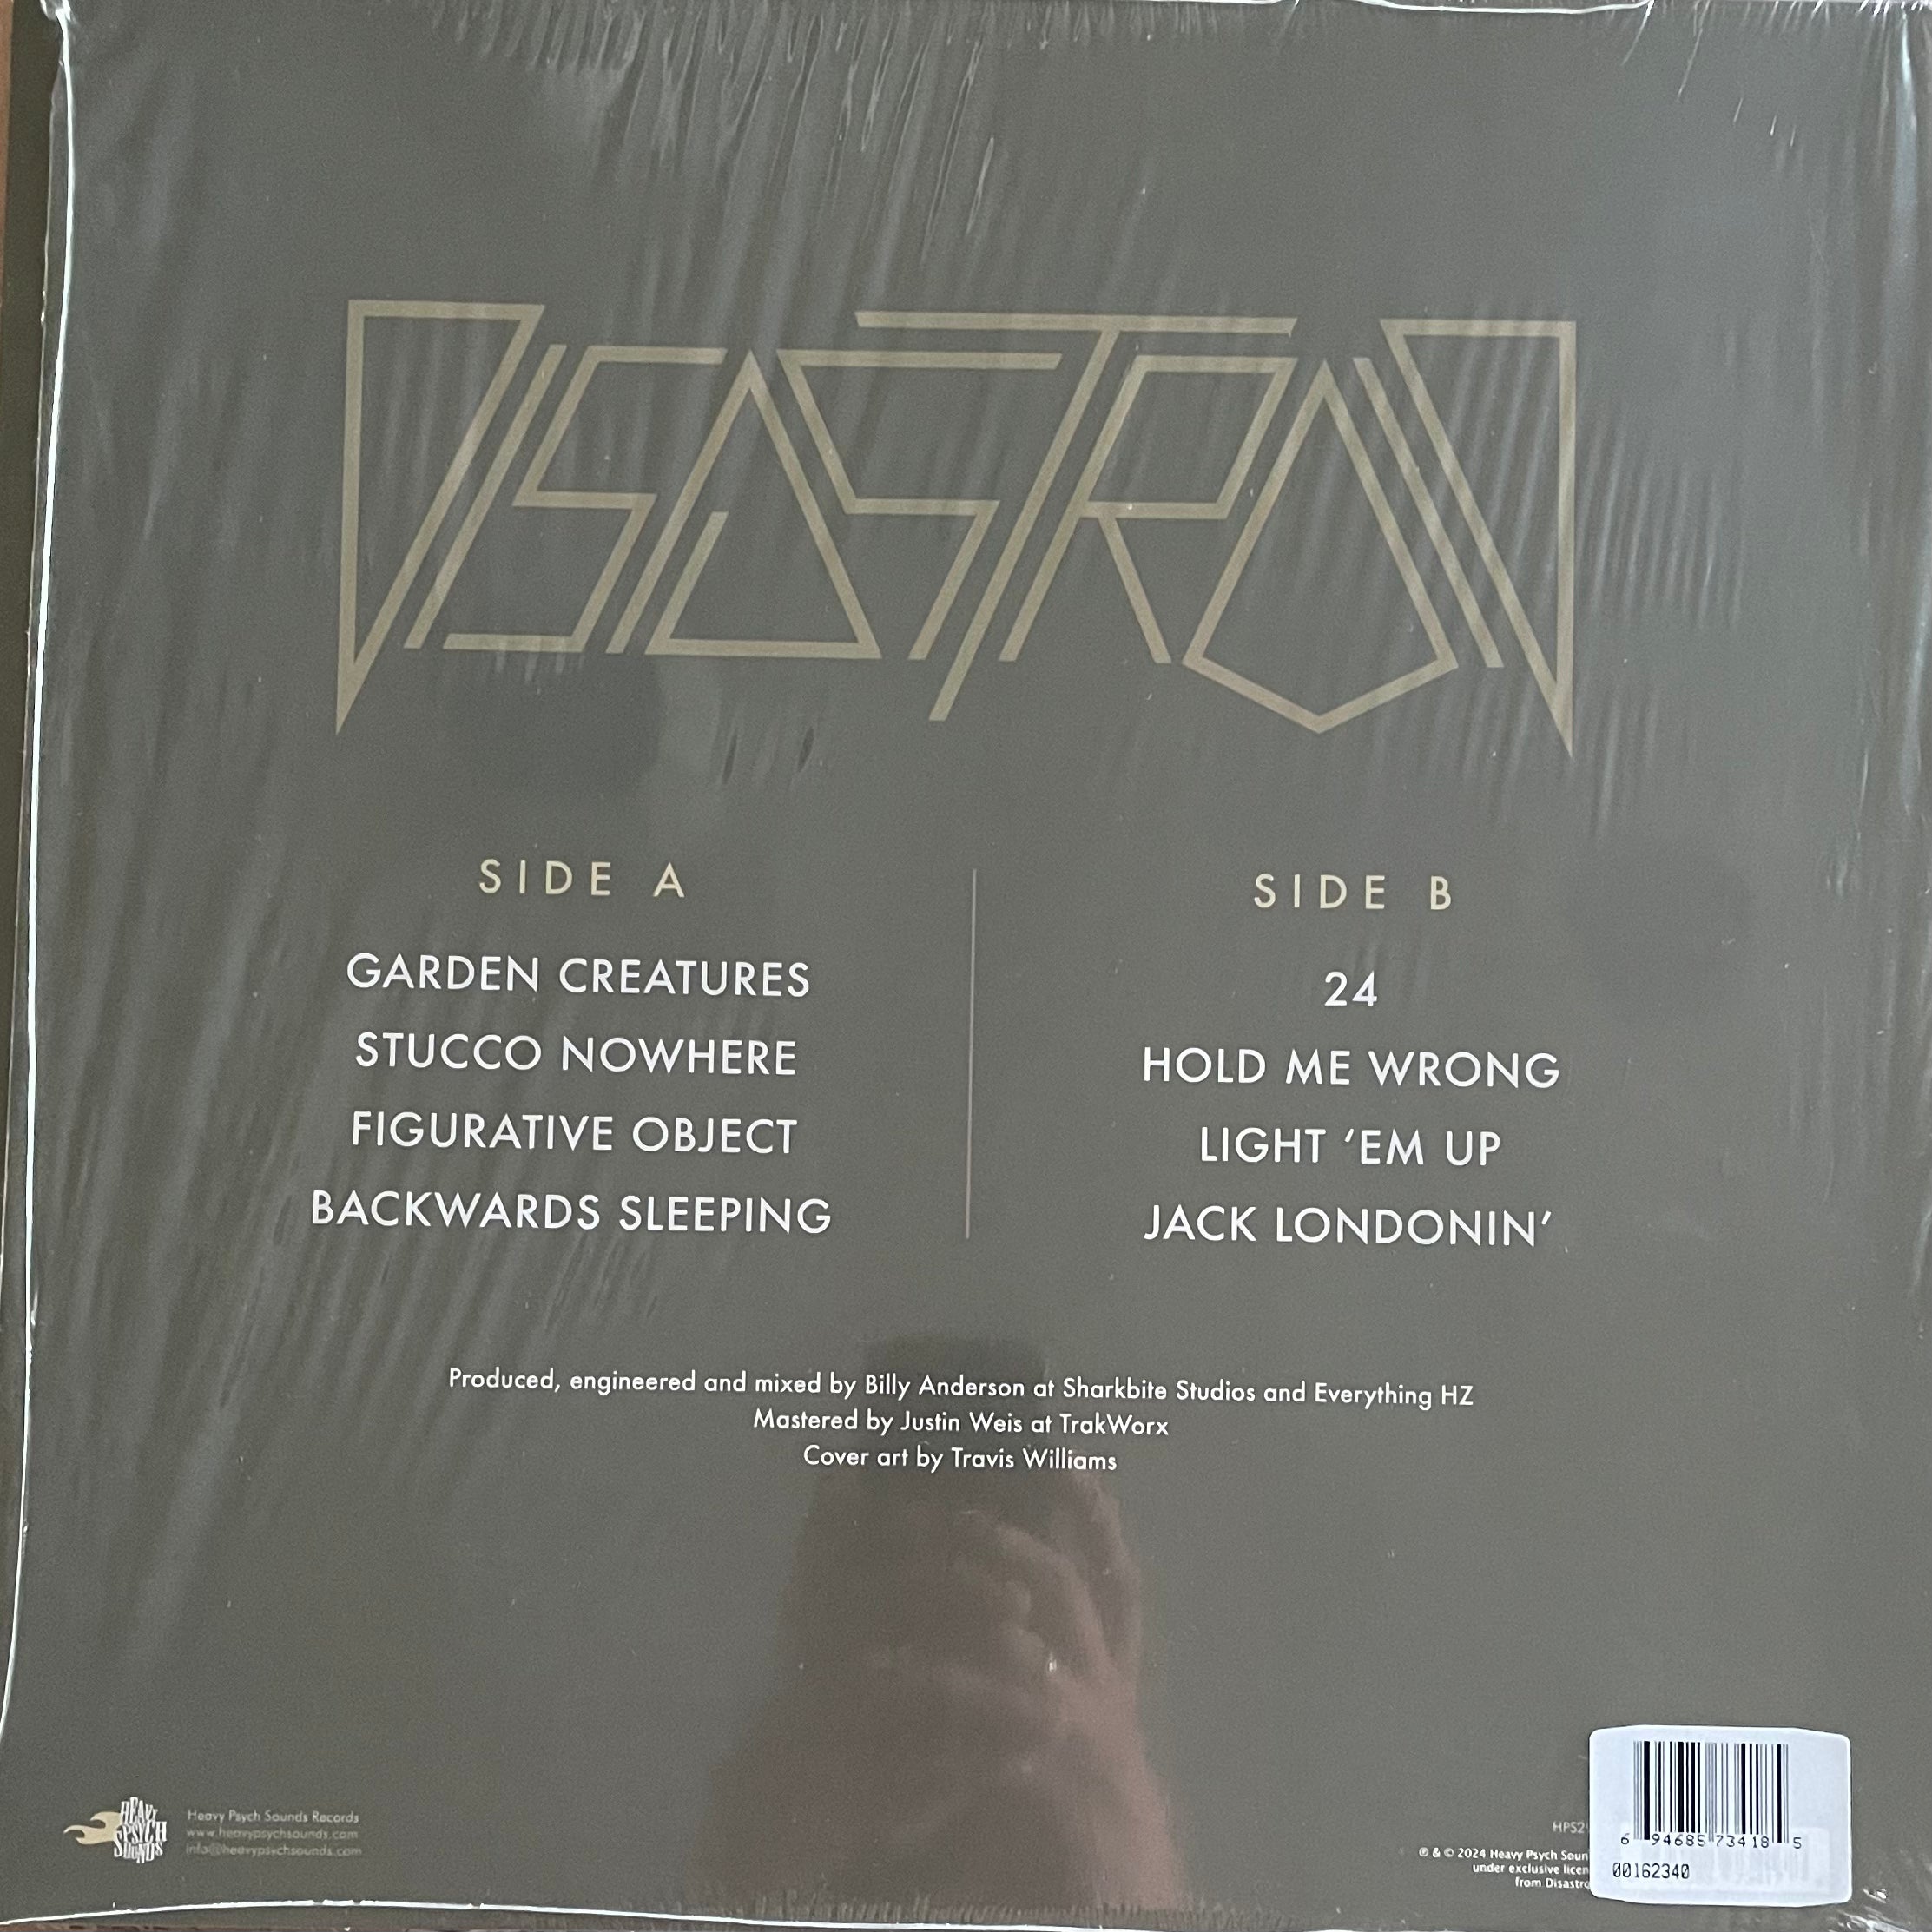 DISASTROID
SIDE A
GARDEN CREATURES
STUCCO NOWHERE
FIGURATIVE OBJECT
BACKWARDS SLEEPING
SIDE B
24
HOLD ME WRONG
LIGHT ‘EM UP
JACK LONDONIN’
Produced, engineered and mixed by Billy Anderson at Sharkbite Studios and Everything HZ
Mastered by Justin Weis at TrakWorx
Cover art by Travis Williams
HEAVY
PSYCH
SOUNDS
Heavy Psych Sounds Records
www.heavypsychsounds.com
info@heavypsychsounds.com
℗ & © 2024 Heavy Psych
under exclusive
from
6 94685 73418 5
00162340